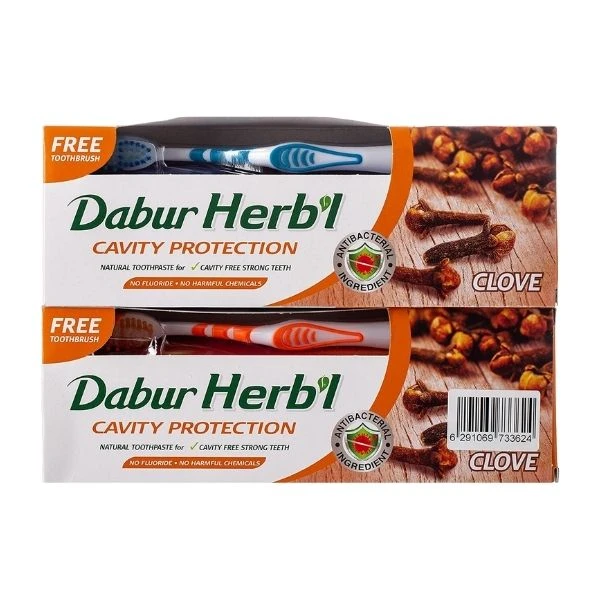 FREE
TOOTHBRUSH
Dabur Herb'l
CAVITY PROTECTION
NATURAL TOOTHPASTE for ✓ CAVITY FREE STRONG TEETH
NO FLUORIDE • NO HARMFUL CHEMICALS
ANTIBACTERIAL
INGREDIENT
CLOVE
FREE
TOOTHBRUSH
Dabur Herb'l
CAVITY PROTECTION
NATURAL TOOTHPASTE for ✓ CAVITY FREE STRONG TEETH
NO FLUORIDE • NO HARMFUL CHEMICALS
ANTIBACTERIAL
INGREDIENT
6 291069 733624
CLOVE